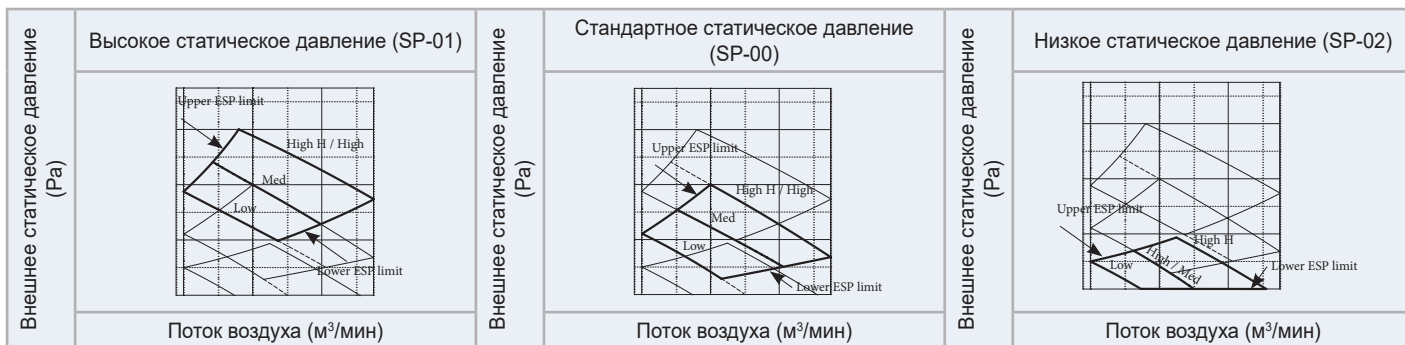 Внешнее статическое давление
(Pa)
Высокое статическое давление (SP-01)
Upper ESP limit
High H / High
Med
Low
Lower ESP limit
Поток воздуха (м³/мин)
Внешнее статическое давление
(Pa)
Стандартное статическое давление
(SP-00)
Upper ESP limit
High H / High
Med
Low
Lower ESP limit
Поток воздуха (м³/мин)
Внешнее статическое давление
(Pa)
Низкое статическое давление (SP-02)
Upper ESP limit
High H
Low
High / Med
Lower ESP limit
Поток воздуха (м³/мин)